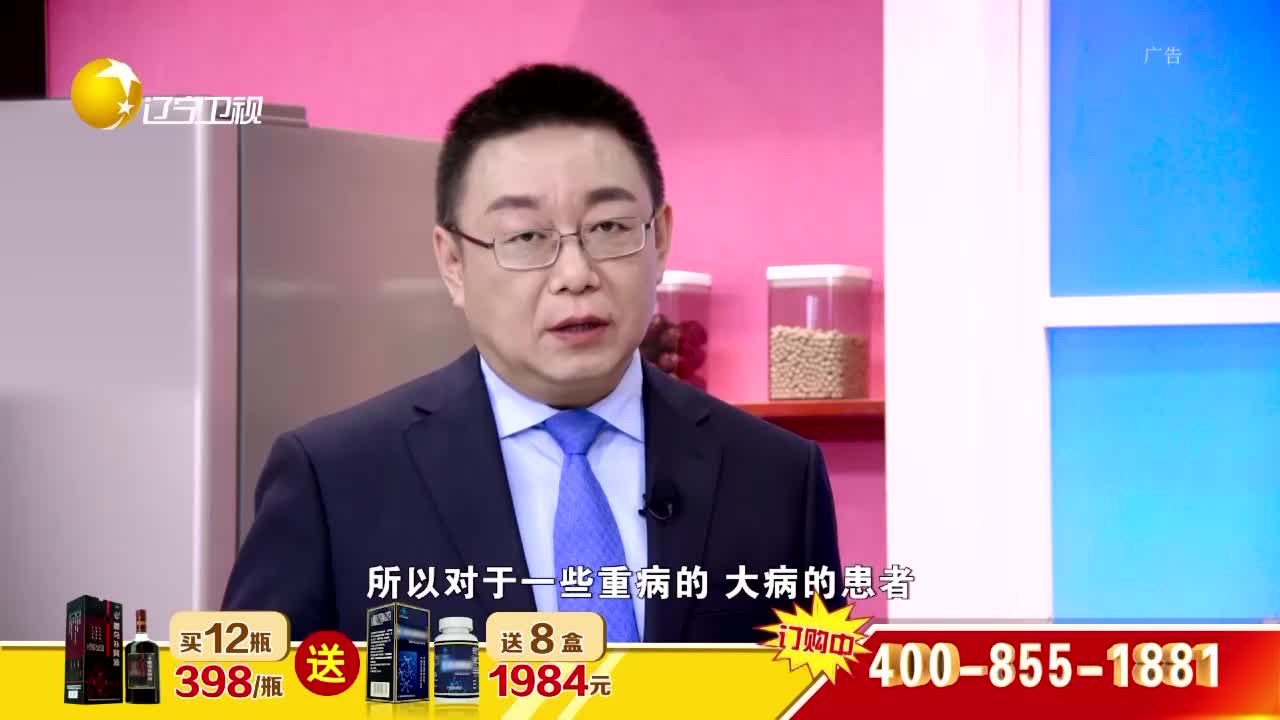 广告
辽宁卫视
所以对于一些重病的 大病的患者
买12瓶
398/瓶
送
送8盒
1984元
订购中
400-855-1881